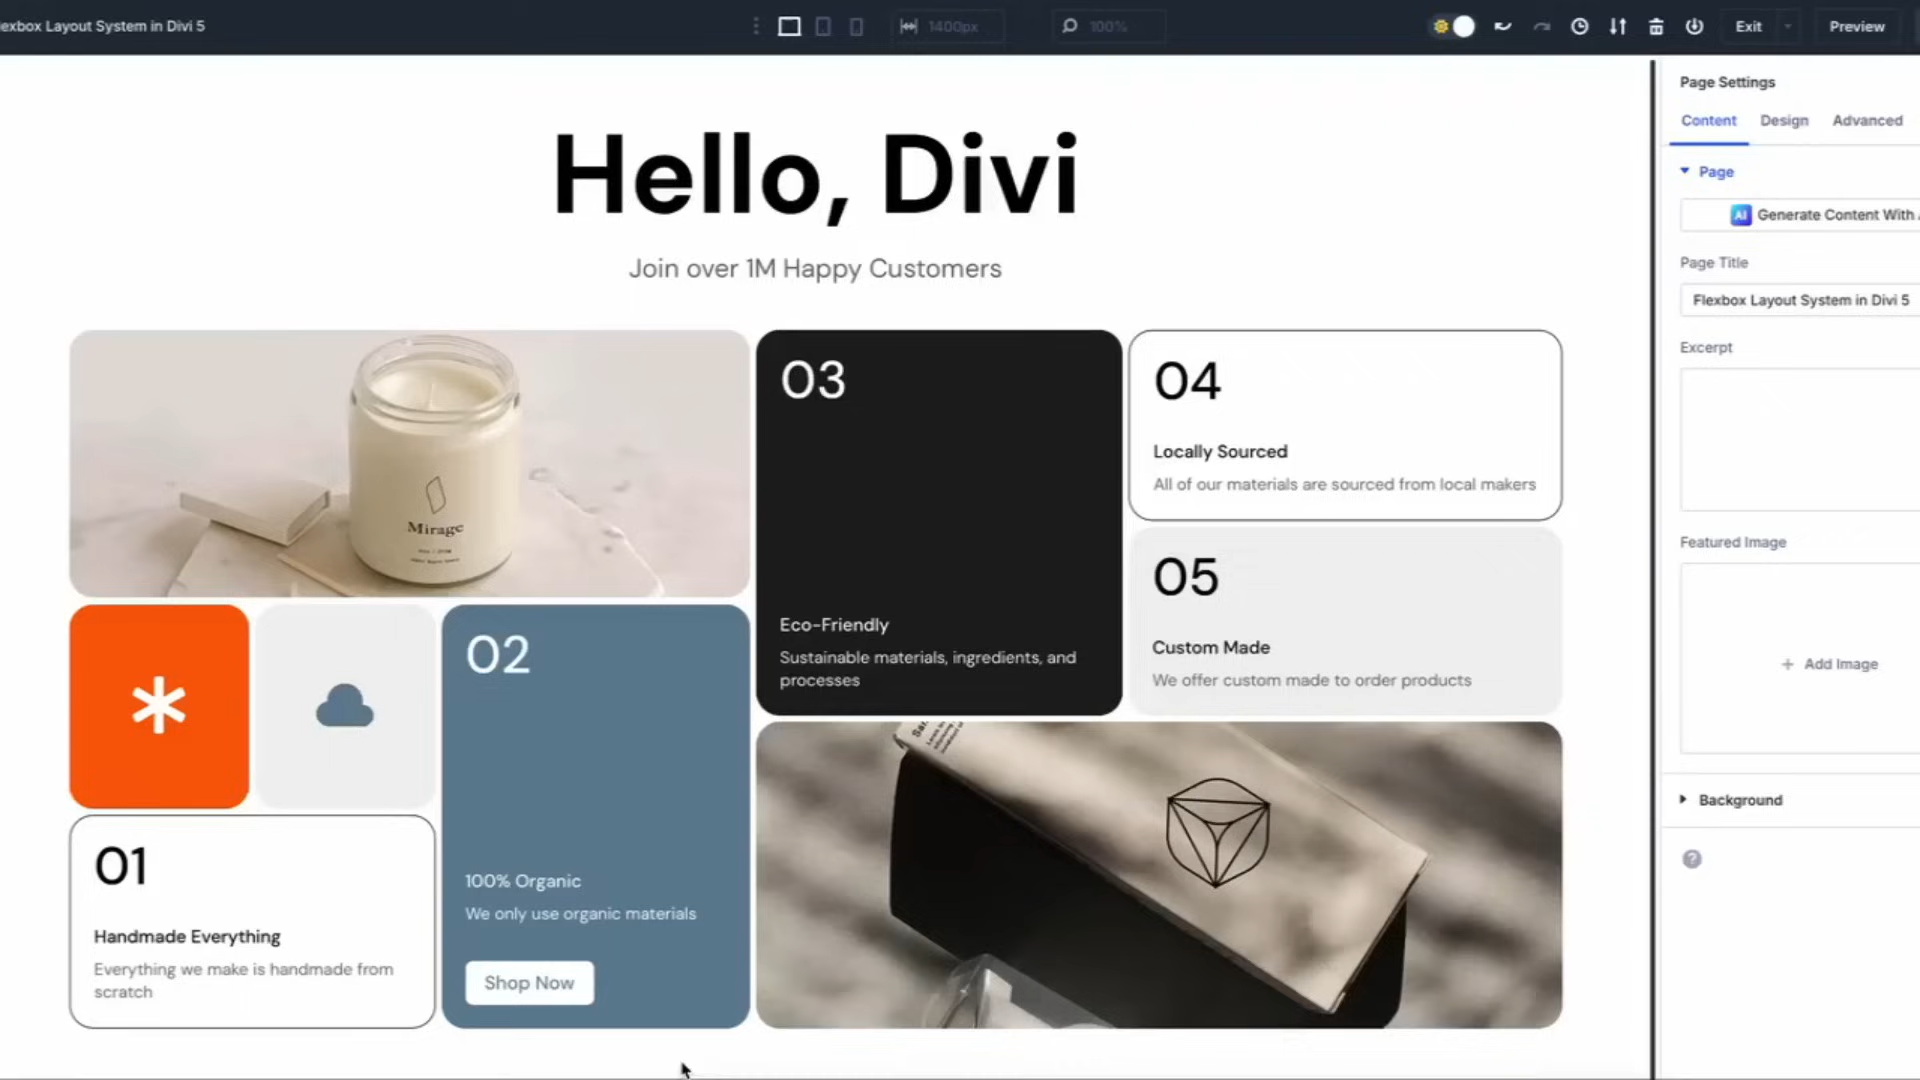 exbox Layout System in Divi 5
1400px
100%
Exit
Preview
Hello, Divi
Join over 1M Happy Customers
Mirage
03
Eco-Friendly
Sustainable materials, ingredients, and
processes
04
Locally Sourced
All of our materials are sourced from local makers
05
Custom Made
We offer custom made to order products
02
100% Organic
We only use organic materials
Shop Now
01
Handmade Everything
Everything we make is handmade from
scratch
Page Settings
Content Design Advanced
Page
AI Generate Content With
Page Title
Flexbox Layout System in Divi 5
Excerpt
Featured Image
+ Add Image
Background
?